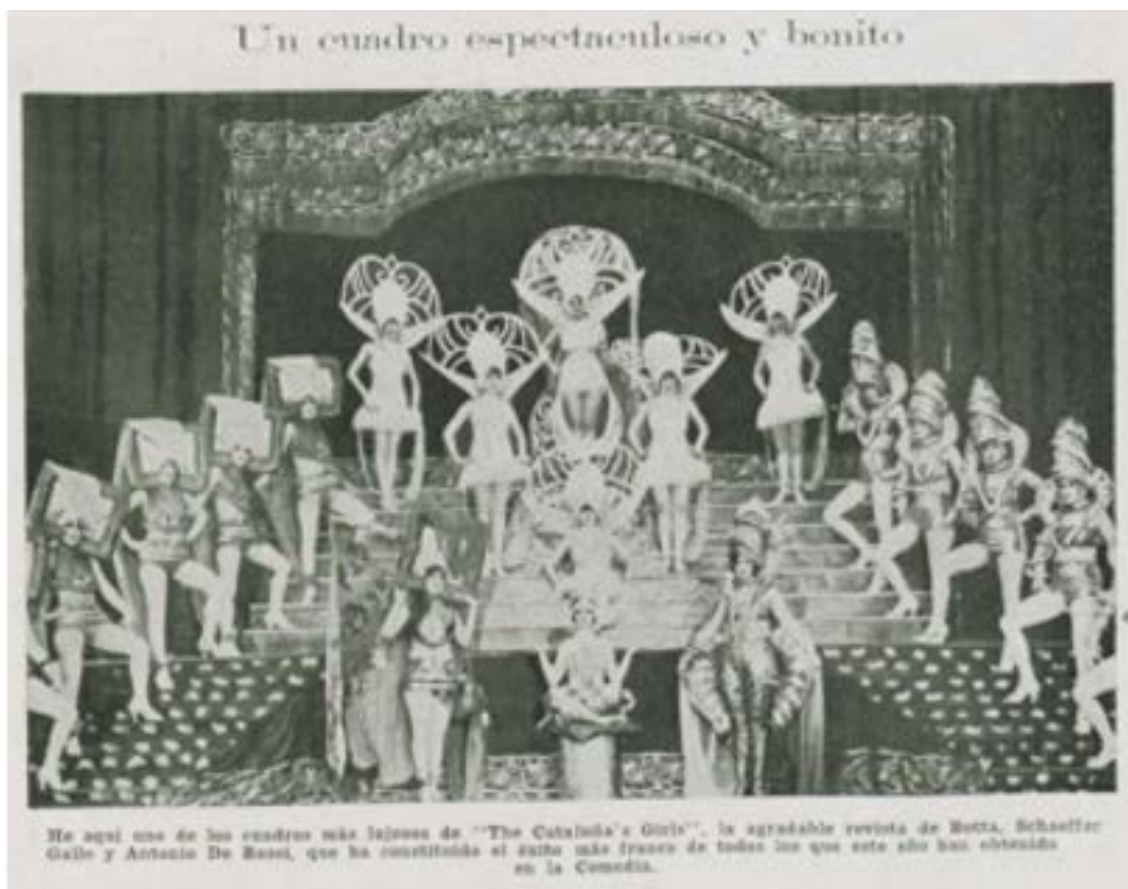 Un cuadro espectaculoso y bonito
He aquí uno de los cuadros más lujosos de "The Cataluña's Girls", la agradable revista de Botta, Schaeffer
Gallo y Antonio De Bassi, que ha constituído el éxito más franco de todos los que este año han obtenido
en la Comedia.